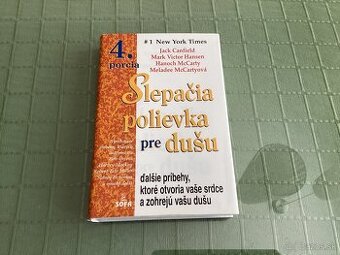 4.
porcia
#1 New York Times
Jack Canfield
Mark Victor Hansen
Hanoch McCarty
Meladee McCartyová
Slepačia
polievka
pre dušu
ďalšie príbehy,
ktoré otvoria vaše srdce
a zohrejú vašu dušu
SOFA